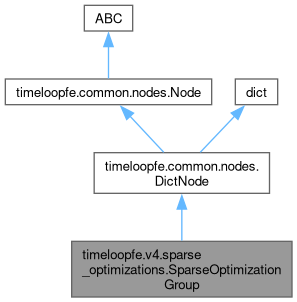 ABC
timeloopfe.common.nodes.Node
dict
timeloopfe.common.nodes.
DictNode
timeloopfe.v4.sparse
_optimizations.SparseOptimization
Group